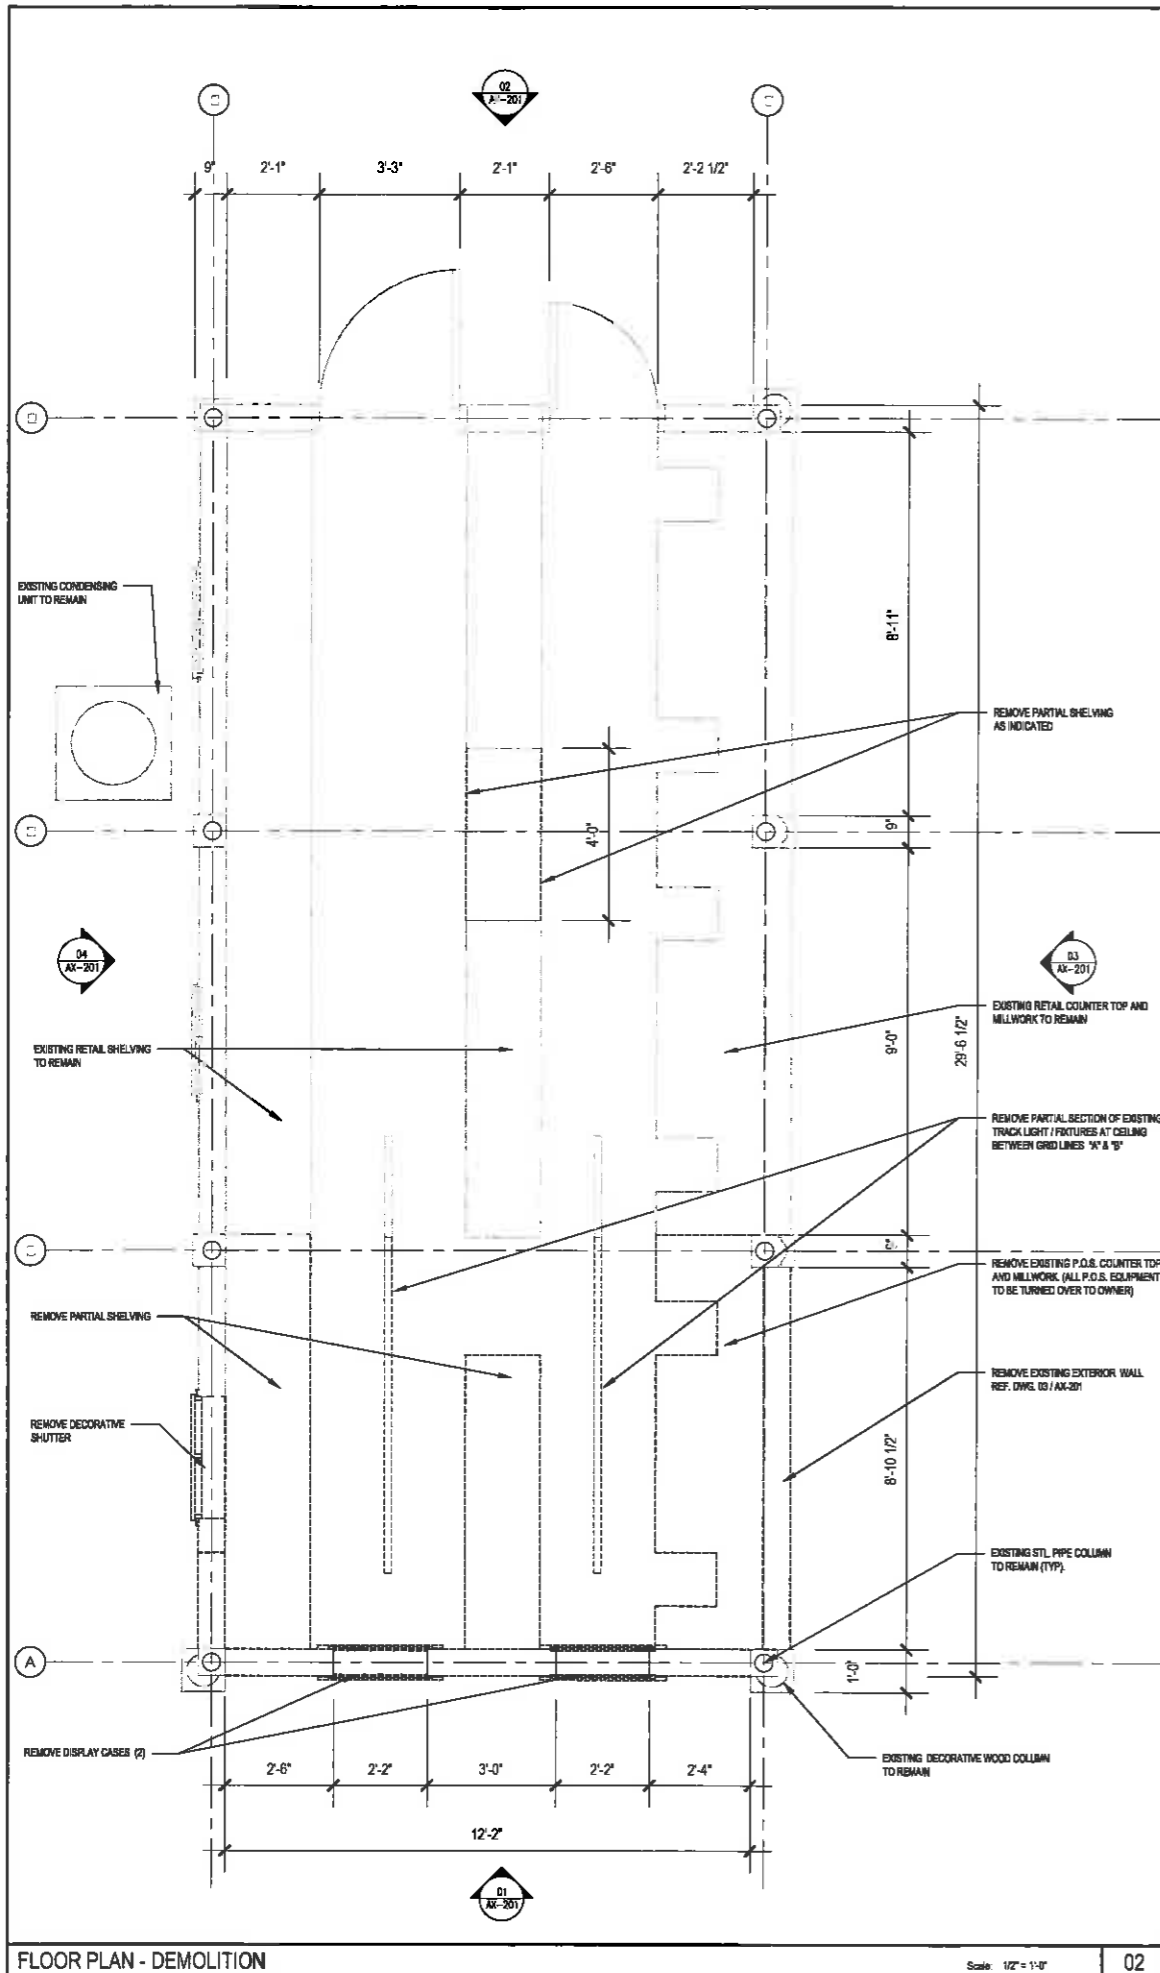 02
AX-201
9"
2'-1"
3'-3"
2'-1"
2'-6"
2'-2 1/2"
EXISTING CONDENSING
UNIT TO REMAIN
8'-11"
REMOVE PARTIAL SHELVING
AS INDICATED
4'-0"
9"
04
AX-201
03
AX-201
EXISTING RETAIL COUNTER TOP AND
MILLWORK TO REMAIN
9'-0"
29'-6 1/2"
EXISTING RETAIL SHELVING
TO REMAIN
REMOVE PARTIAL SECTION OF EXISTING
TRACK LIGHT / FIXTURES AT CEILING
BETWEEN GRID LINES "A" & "B"
REMOVE EXISTING P.O.S. COUNTER TOP
AND MILLWORK. (ALL P.O.S. EQUIPMENT
TO BE TURNED OVER TO OWNER)
REMOVE PARTIAL SHELVING
REMOVE EXISTING EXTERIOR WALL
REF. DWG. 03 / AX-201
REMOVE DECORATIVE
SHUTTER
8'-10 1/2"
EXISTING STL. PIPE COLUMN
TO REMAIN (TYP.)
A
1'-0"
REMOVE DISPLAY CASES (2)
EXISTING DECORATIVE WOOD COLUMN
TO REMAIN
2'-6"
2'-2"
3'-0"
2'-2"
2'-4"
12'-2"
01
AX-201
FLOOR PLAN - DEMOLITION
Scale: 1/2" = 1'-0"
02